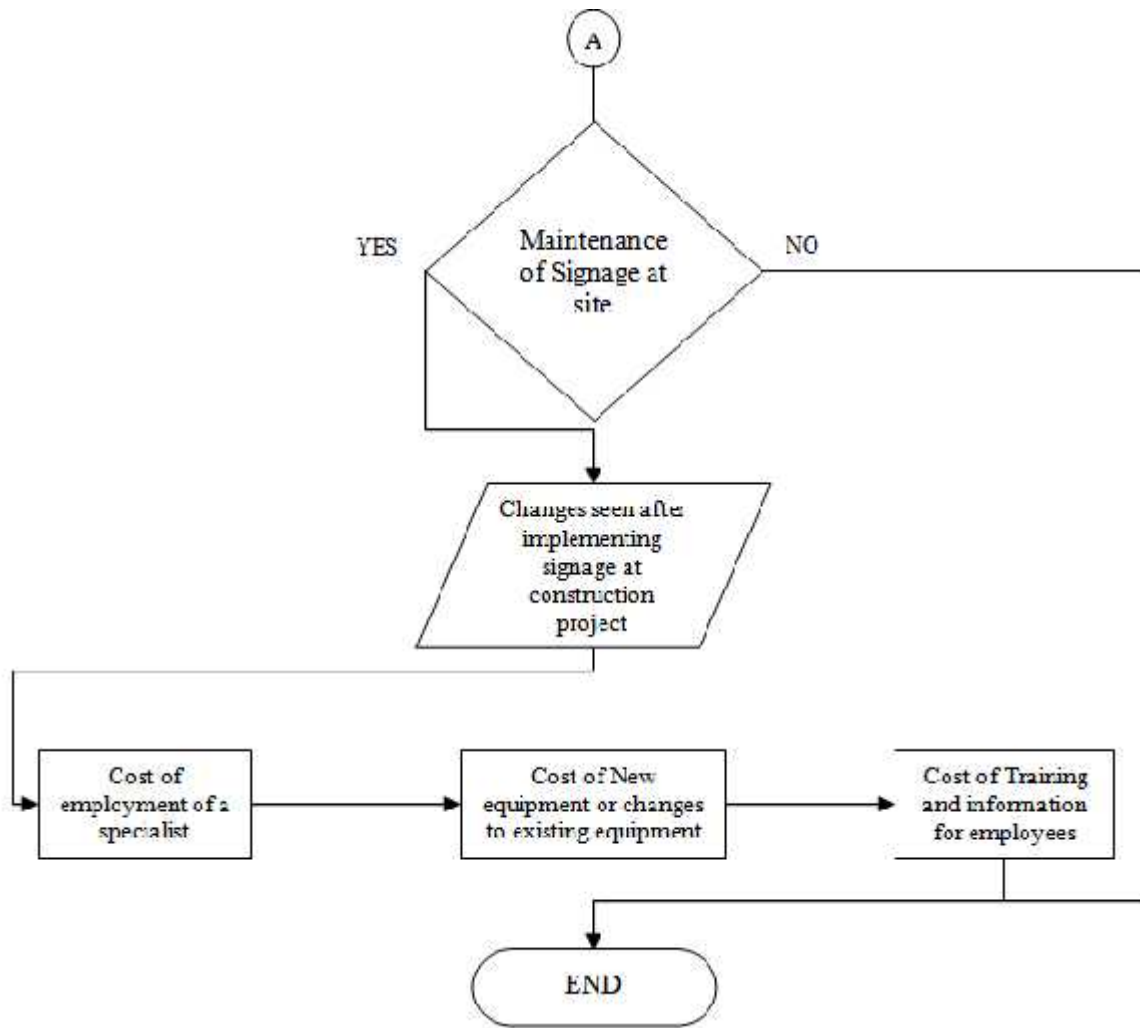 A
YES
NO
Maintenance
of Signage at
site
Changes seen after
implementing
signage at
construction
project
Cost of
employment of a
specialist
Cost of New
equipment or changes
to existing equipment
Cost of Training
and information
for employees
END